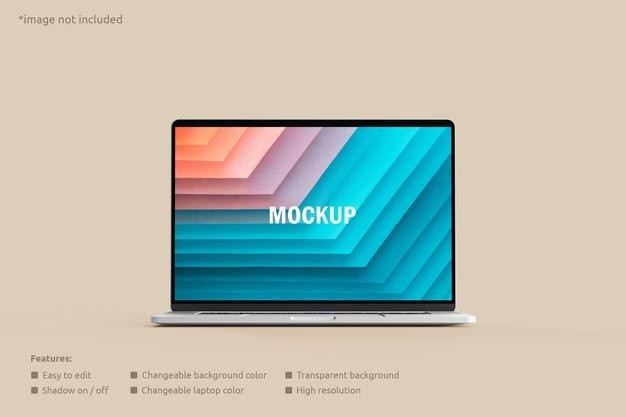 *image not included
MOCKUP
Features:
Easy to edit
Changeable background color
Transparent background
Shadow on / off
Changeable laptop color
High resolution